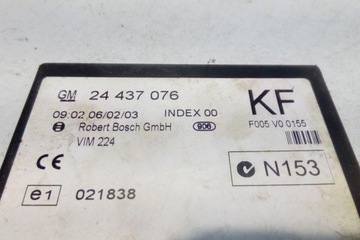 GM 24 437 076 KF
09:02 06/02/03 INDEX 00 F005 V0 0155
Robert Bosch GmbH 906
VIM 224
CE N153
e1 021838